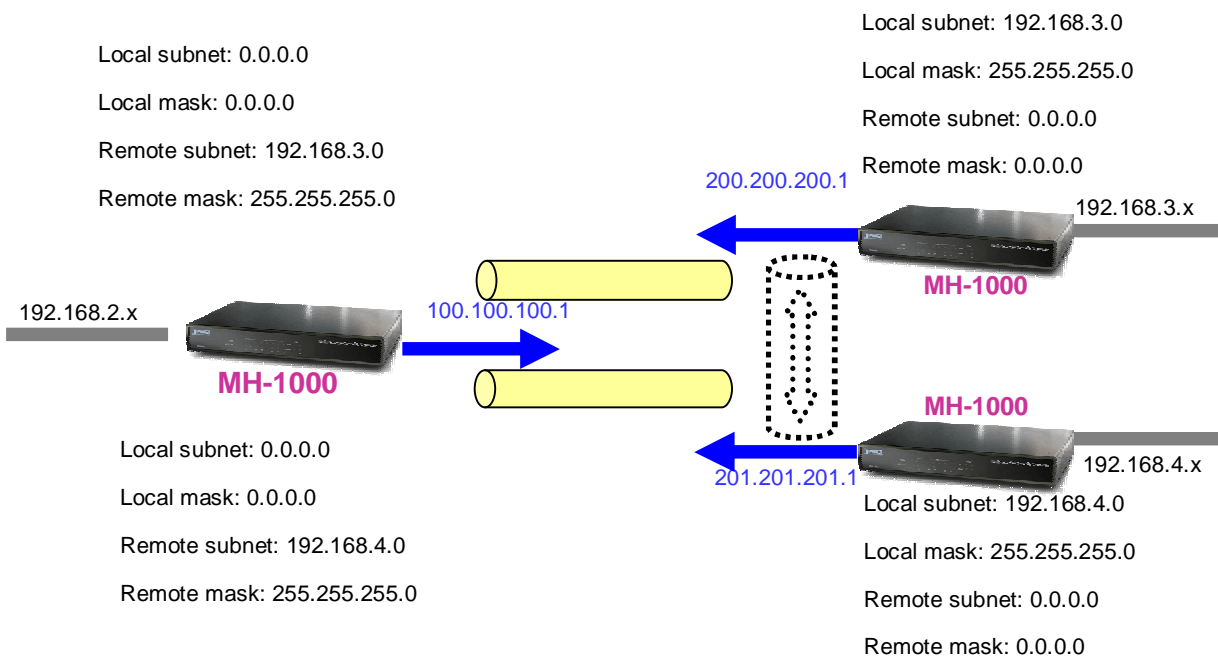 Local subnet: 0.0.0.0
Local mask: 0.0.0.0
Remote subnet: 192.168.3.0
Remote mask: 255.255.255.0
Local subnet: 192.168.3.0
Local mask: 255.255.255.0
Remote subnet: 0.0.0.0
Remote mask: 0.0.0.0
200.200.200.1
192.168.3.x
MH-1000
192.168.2.x
100.100.100.1
MH-1000
MH-1000
201.201.201.1
192.168.4.x
Local subnet: 0.0.0.0
Local mask: 0.0.0.0
Remote subnet: 192.168.4.0
Remote mask: 255.255.255.0
Local subnet: 192.168.4.0
Local mask: 255.255.255.0
Remote subnet: 0.0.0.0
Remote mask: 0.0.0.0